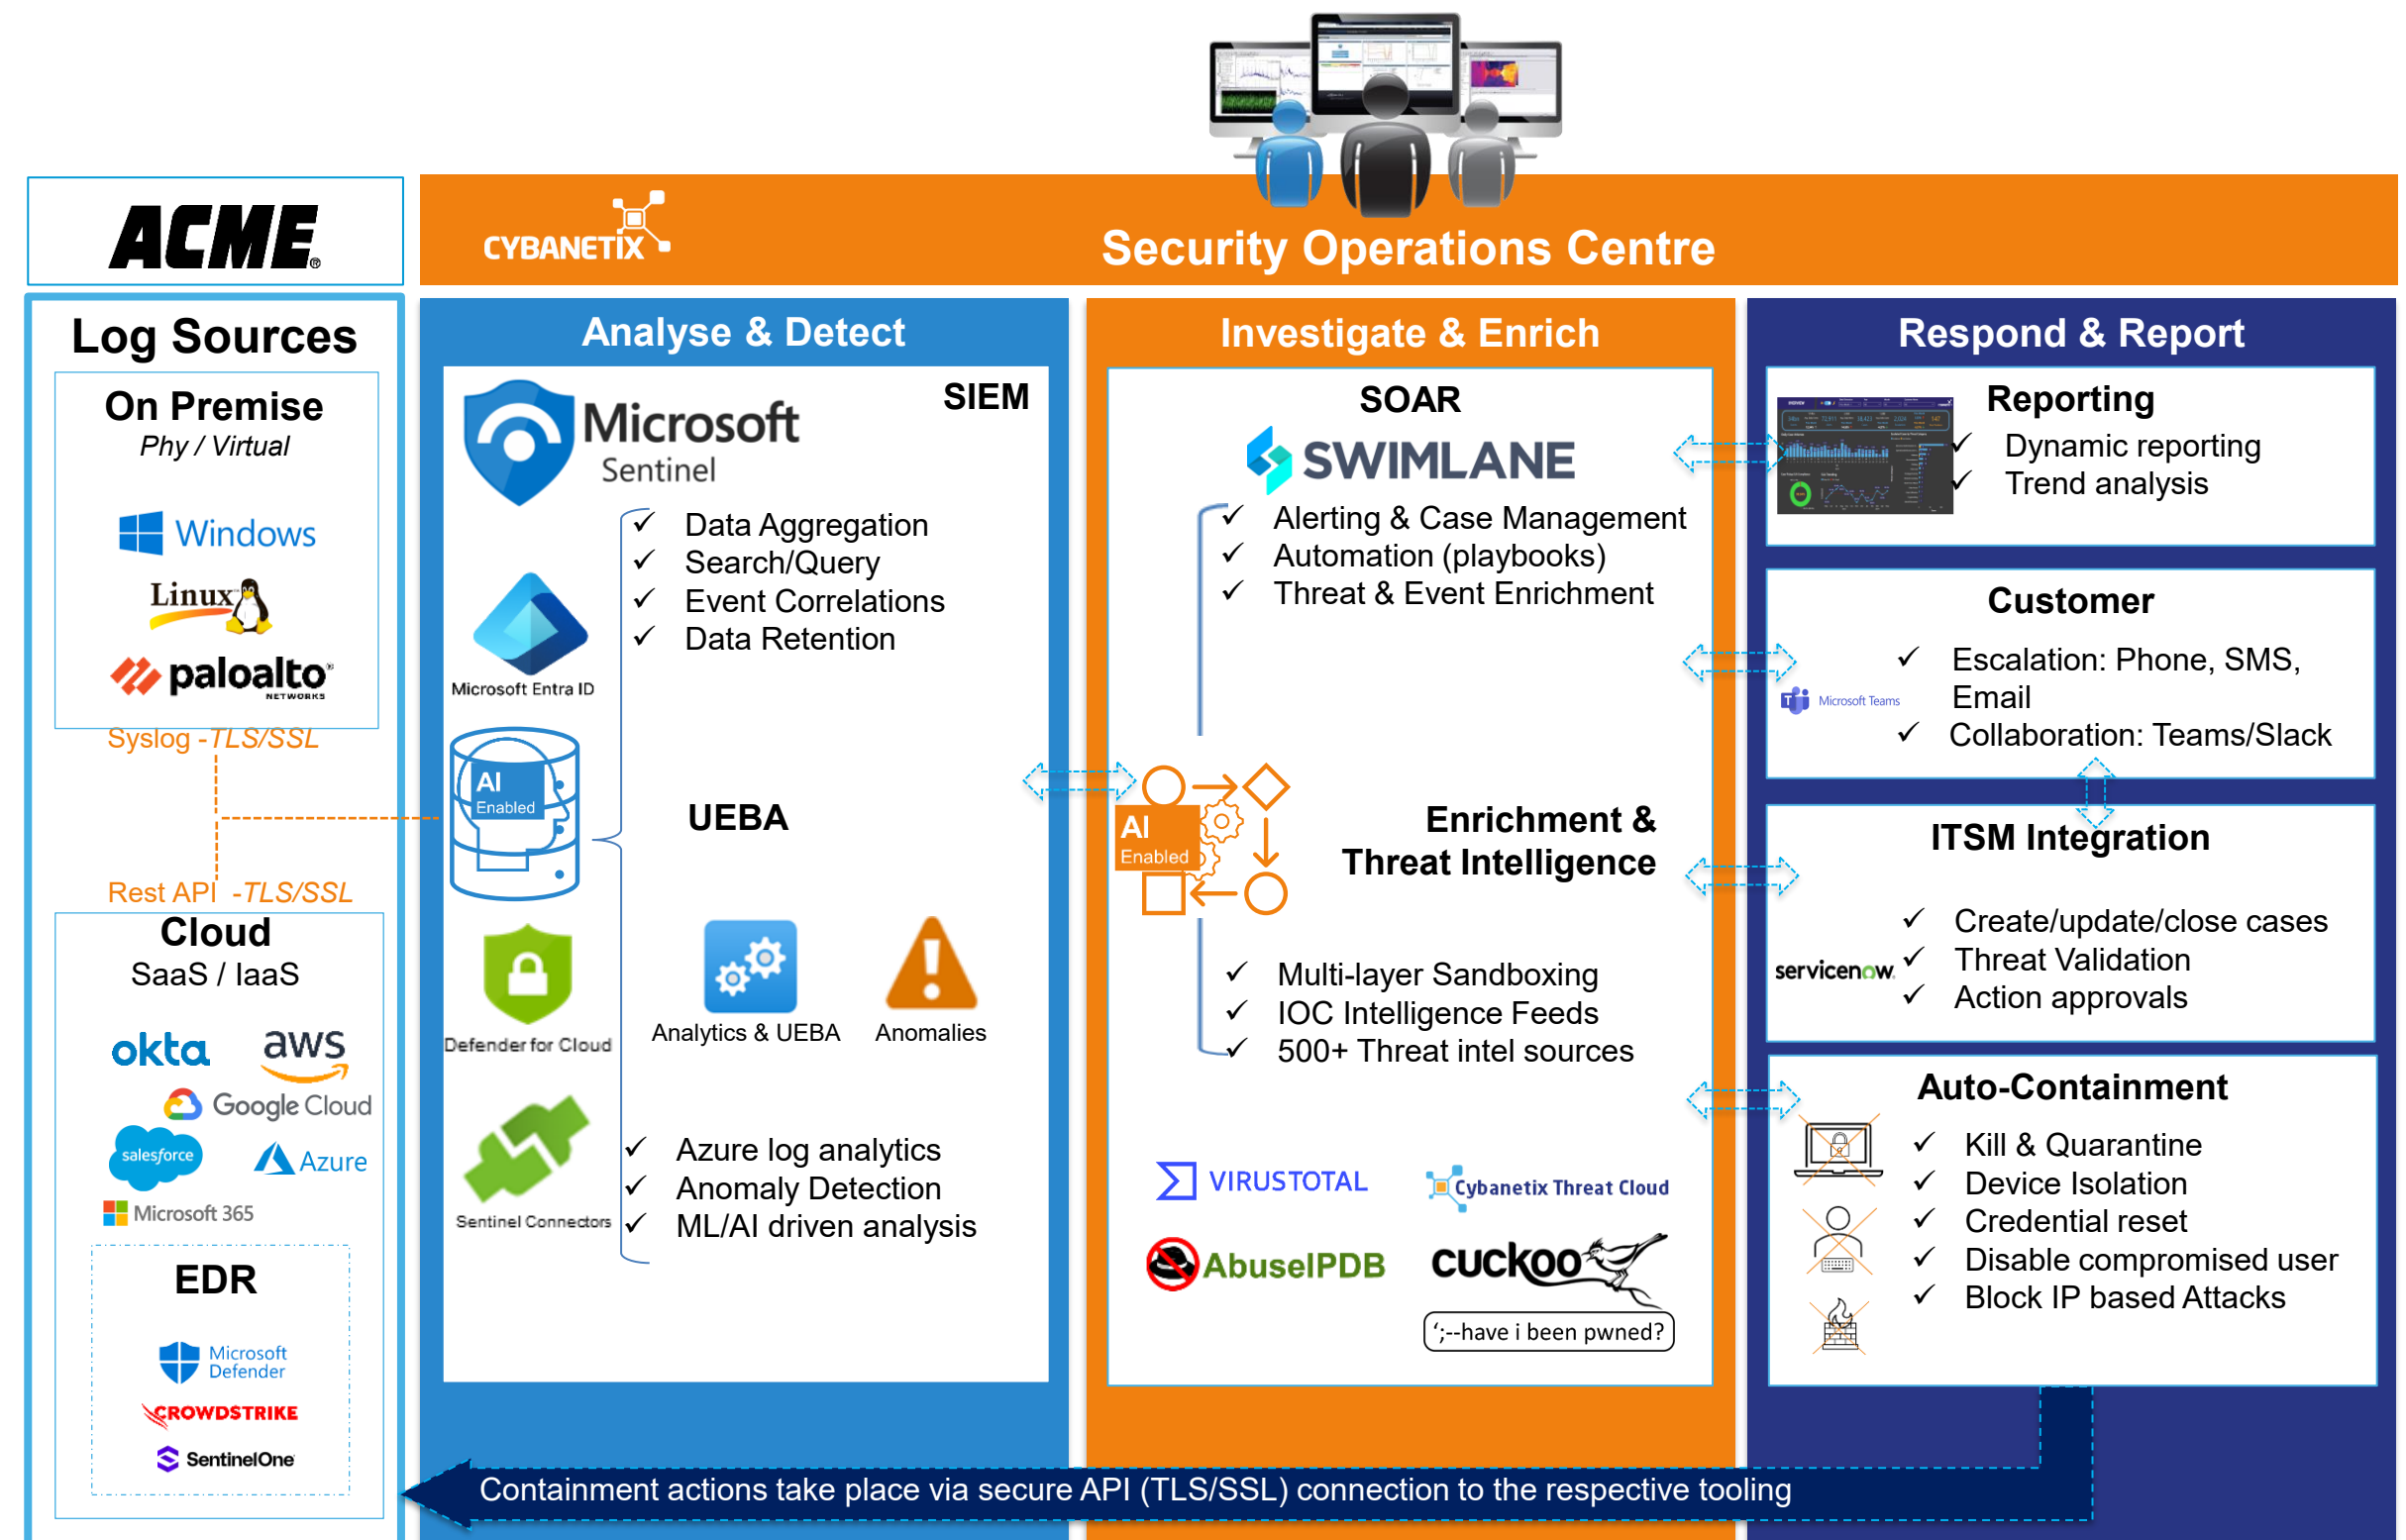 ACME®
CYBANETIX
Security Operations Centre
Log Sources
On Premise
Phy / Virtual
Windows
Linux
paloalto®
NETWORKS
Syslog -TLS/SSL
Rest API -TLS/SSL
Cloud
SaaS / IaaS
okta
aws
Google Cloud
salesforce
Azure
Microsoft 365
EDR
Microsoft
Defender
CROWDSTRIKE
SentinelOne
Analyse & Detect
SIEM
Microsoft
Sentinel
✓ Data Aggregation
✓ Search/Query
✓ Event Correlations
✓ Data Retention
Microsoft Entra ID
AI
Enabled
UEBA
Defender for Cloud
Analytics & UEBA
Anomalies
Sentinel Connectors
✓ Azure log analytics
✓ Anomaly Detection
✓ ML/AI driven analysis
Investigate & Enrich
SOAR
SWIMLANE
✓ Alerting & Case Management
✓ Automation (playbooks)
✓ Threat & Event Enrichment
AI
Enabled
Enrichment &
Threat Intelligence
✓ Multi-layer Sandboxing
✓ IOC Intelligence Feeds
✓ 500+ Threat intel sources
VIRUSTOTAL
Cybanetix Threat Cloud
AbuseIPDB
cuckoo
‘;--have i been pwned?
Respond & Report
Reporting
✓ Dynamic reporting
✓ Trend analysis
Customer
✓ Escalation: Phone, SMS,
Email
✓ Collaboration: Teams/Slack
Microsoft Teams
ITSM Integration
✓ Create/update/close cases
✓ Threat Validation
✓ Action approvals
servicenow
Auto-Containment
✓ Kill & Quarantine
✓ Device Isolation
✓ Credential reset
✓ Disable compromised user
✓ Block IP based Attacks
Containment actions take place via secure API (TLS/SSL) connection to the respective tooling